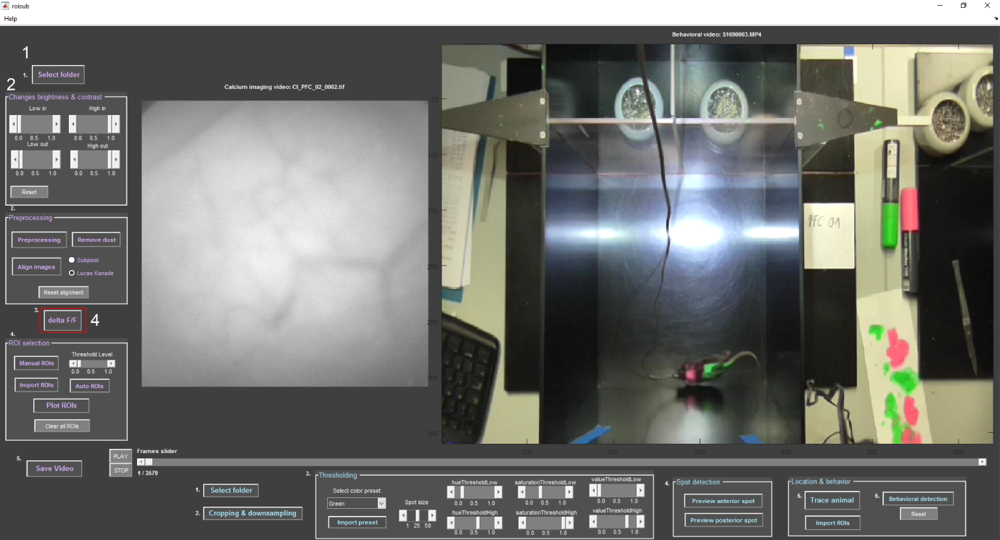 roisub
Help
1
1.
Select folder
2
Changes brightness & contrast
Low in
High in
0.0 0.5 1.0
0.0 0.5 1.0
Low out
High out
0.0 0.5 1.0
0.0 0.5 1.0
Reset
2.
Preprocessing
Preprocessing
Remove dust
Align images
Subpixel
Lucas Kanade
Reset alignment
3.
delta F/F
4
4.
ROI selection
Manual ROIs
Threshold Level
0.0 0.5 1.0
Import ROIs
Auto ROIs
Plot ROIs
Clear all ROIs
5.
Save Video
Calcium imaging video: CI_PFC_02_0002.tif
Behavioral video: S1690003.MP4
50
100
150
200
250
300
350
PFC 01
100 200 300 400 500 600
PLAY
STOP
Frames slider
1 / 3579
1.
Select folder
2.
Cropping & downsampling
3.
Thresholding
Select color preset
Green
Import preset
Spot size
1 25 50
hueThresholdLow
0.0 0.5 1.0
saturationThresholdLow
0.0 0.5 1.0
valueThresholdLow
0.0 0.5 1.0
hueThresholdHigh
0.0 0.5 1.0
saturationThresholdHigh
0.0 0.5 1.0
valueThresholdHigh
0.0 0.5 1.0
4.
Spot detection
Preview anterior spot
Preview posterior spot
Location & behavior
5.
Trace animal
Import ROIs
6.
Behavioral detection
Reset